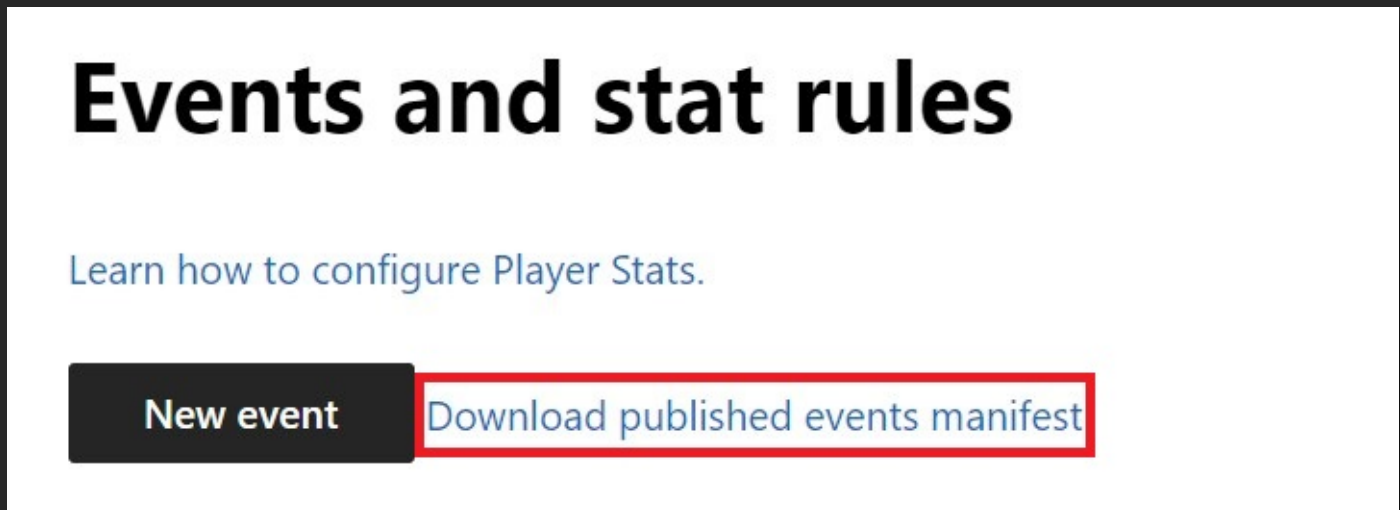 Events and stat rules
Learn how to configure Player Stats.
New event Download published events manifest